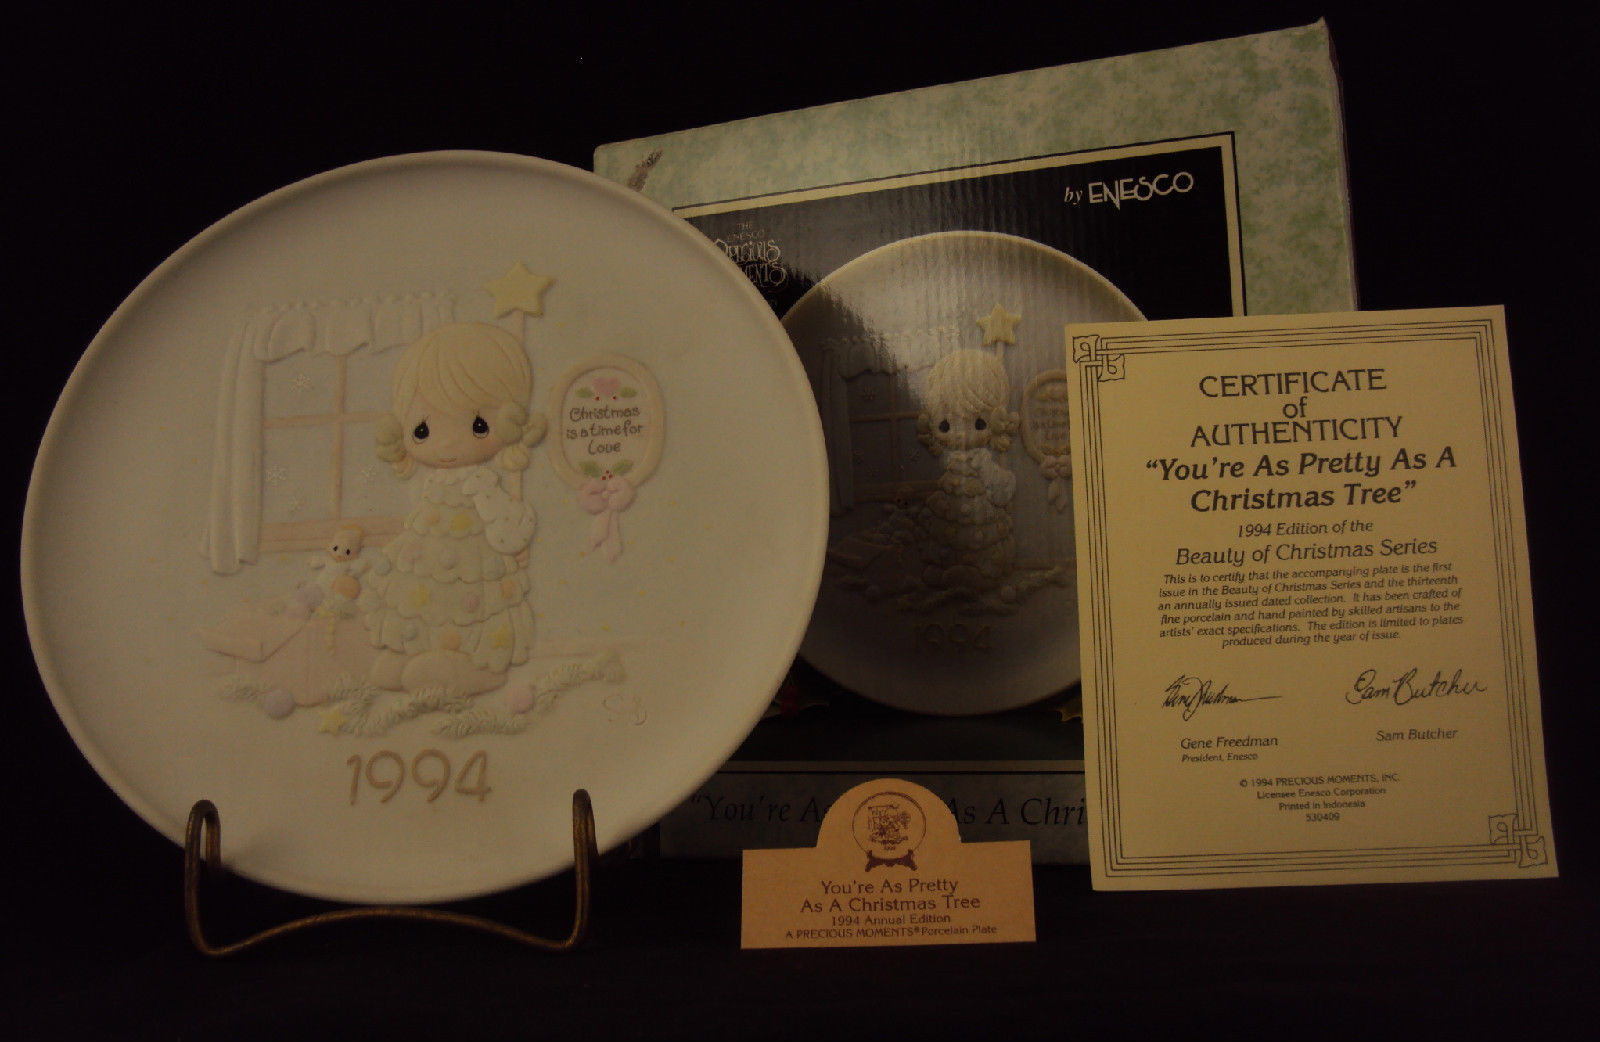 Christmas
is a time for
Love
SB
1994
THE
ENESCO
PRECIOUS
MOMENTS
by ENESCO
1994
"You're As
As A Chri
You're As Pretty
As A Christmas Tree
1994 Annual Edition
A PRECIOUS MOMENTS® Porcelain Plate
CERTIFICATE
of
AUTHENTICITY
"You're As Pretty As A
Christmas Tree"
1994 Edition of the
Beauty of Christmas Series
This is to certify that the accompanying plate is the first
issue in the Beauty of Christmas Series and the thirteenth
an annually issued dated collection. It has been crafted of
fine porcelain and hand painted by skilled artisans to the
artists' exact specifications. The edition is limited to plates
produced during the year of issue.
Sam Butcher
Gene Freedman
President, Enesco
Sam Butcher
© 1994 PRECIOUS MOMENTS, INC.
Licensee Enesco Corporation
Printed in Indonesia
530409